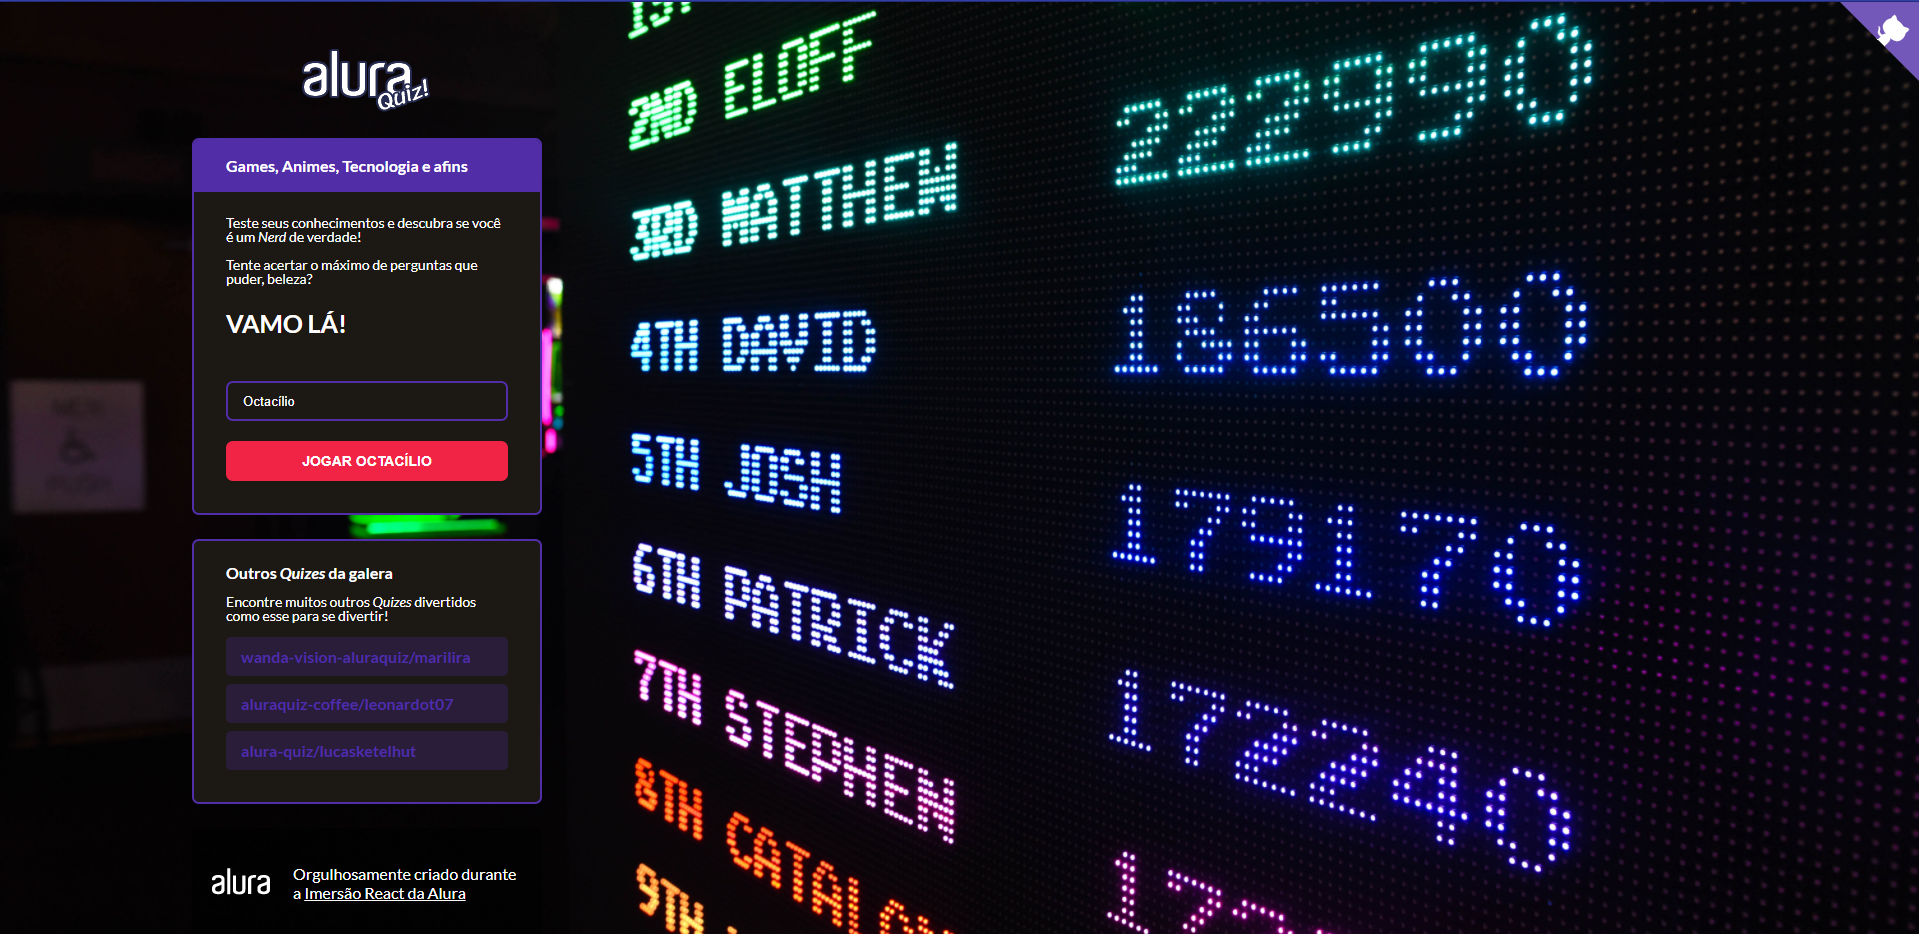 alura
Quiz!
Games, Animes, Tecnologia e afins
Teste seus conhecimentos e descubra se você
é um Nerd de verdade!
Tente acertar o máximo de perguntas que
puder, beleza?
VAMO LÁ!
Octacílio
JOGAR OCTACÍLIO
Outros Quizes da galera
Encontre muitos outros Quizes divertidos
como esse para se divertir!
wanda-vision-aluraquiz/marilira
aluraquiz-coffee/leonardot07
alura-quiz/lucasketelhut
alura
Orgulhosamente criado durante
a Imersão React da Alura
1ST
2ND ELOFF 222990
3RD MATTHEW 186500
4TH DAVID 179170
5TH JOSH 172240
6TH PATRICK
7TH STEPHEN
8TH CATALON
9TH